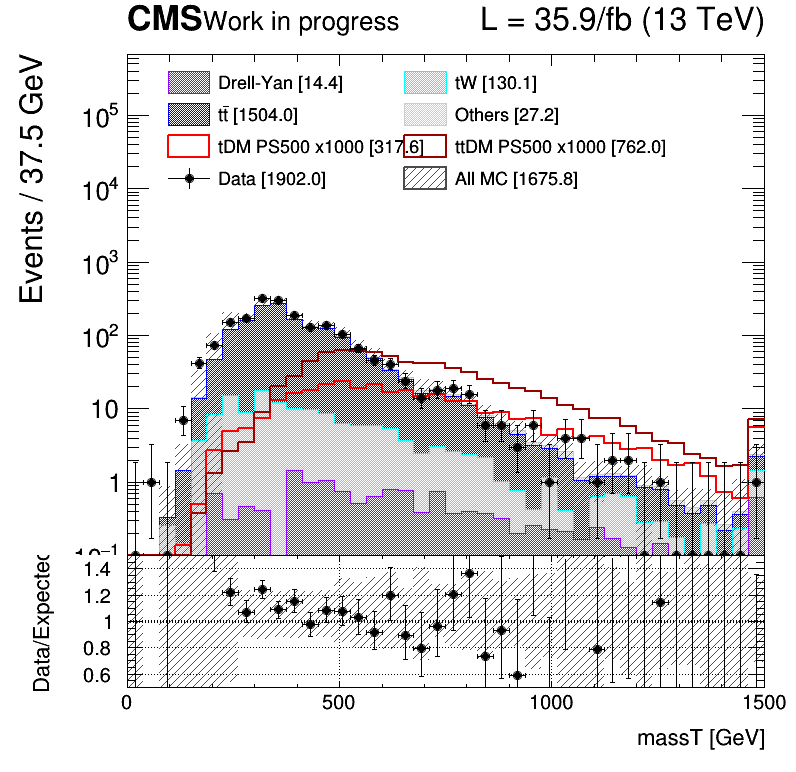 CMS Work in progress L = 35.9/fb (13 TeV)
Events / 37.5 GeV
Drell-Yan [14.4] tW [130.1]
tt̄ [1504.0] Others [27.2]
tDM PS500 x1000 [317.6] ttDM PS500 x1000 [762.0]
Data [1902.0] All MC [1675.8]
10⁵
10⁴
10³
10²
10
1
10⁻¹
Data/Expected
1.4
1.2
1
0.8
0.6
0 500 1000 1500
massT [GeV]